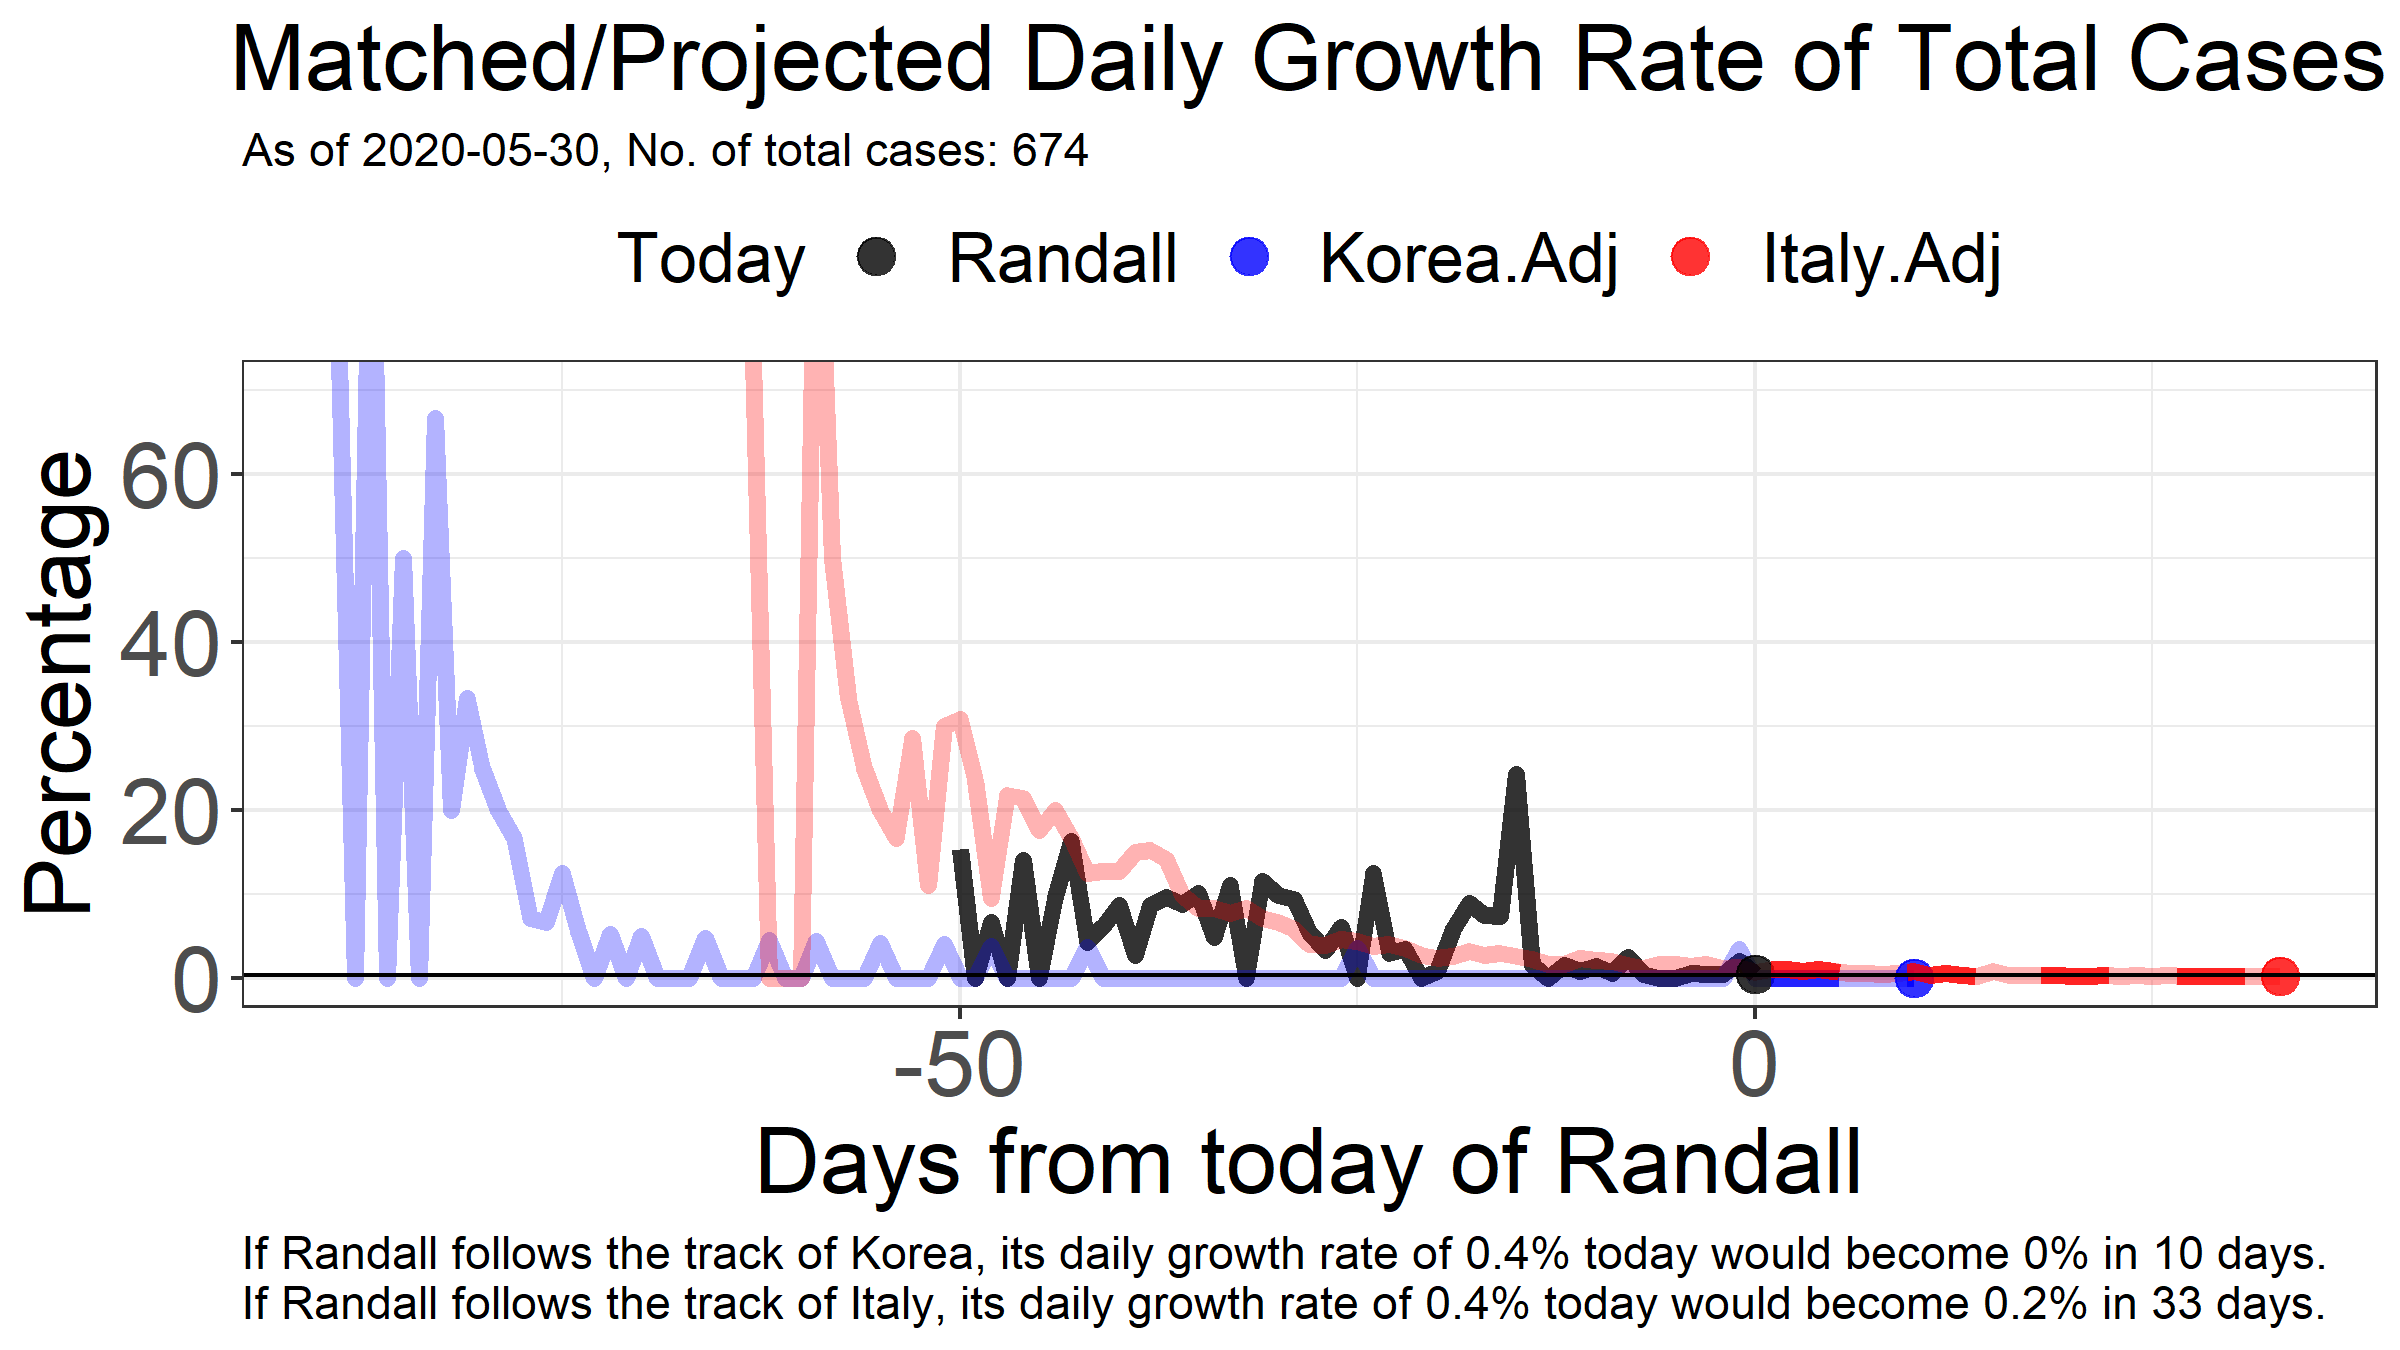 Matched/Projected Daily Growth Rate of Total Cases
As of 2020-05-30, No. of total cases: 674
Today Randall Korea.Adj Italy.Adj
Percentage
60
40
20
0
-50 0
Days from today of Randall
If Randall follows the track of Korea, its daily growth rate of 0.4% today would become 0% in 10 days.
If Randall follows the track of Italy, its daily growth rate of 0.4% today would become 0.2% in 33 days.